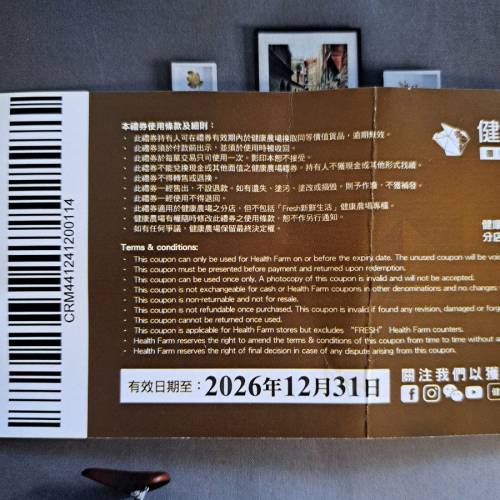 CRM441241200114
本禮券使用條款及細則：
· 此禮券持有人可在禮券有效期內於健康農場換取同等價值貨品，逾期無效。
· 此禮券須於付款前出示，並須於使用時被收回。
· 此禮券於每單交易只可使用一次，影印本恕不接受。
· 此禮券不能兌換現金或其他面值之健康農場禮券，持有人不獲現金或其他形式找續。
· 此禮券不得轉售或退換。
· 此禮券一經售出，不設退款，如有遺失、塗污、塗改或損毀，則予作廢，不獲補發。
· 此禮券一經使用不得退回。
· 此禮券適用於健康農場之分店，但不包括「Fresh新鮮生活」健康農場專櫃。
· 健康農場有權隨時修改此禮券之使用條款，恕不作另行通知。
· 如有任何爭議，健康農場保留最終決定權。
Terms & conditions:
· This coupon can only be used for Health Farm on or before the expiry date. The unused coupon will be
· This coupon must be presented before payment and returned upon redemption.
· This coupon can be used once only. A photocopy of this coupon is invalid and will not be accepted.
· This coupon is not exchangeable for cash or Health Farm coupons in other denominations and no changes
· This coupon is non-returnable and not for resale.
· This coupon is not refundable once purchased. This coupon is invalid if found any revision, damaged or
· This coupon cannot be returned once used.
· This coupon is applicable for Health Farm stores but excludes “FRESH” Health Farm counters.
· Health Farm reserves the right to amend the terms & conditions of this coupon from time to time without
· Health Farm reserves the right of final decision in case of any dispute arising from this coupon.
有效日期至：2026年12月31日
健
健康
分店
關注我們以獲